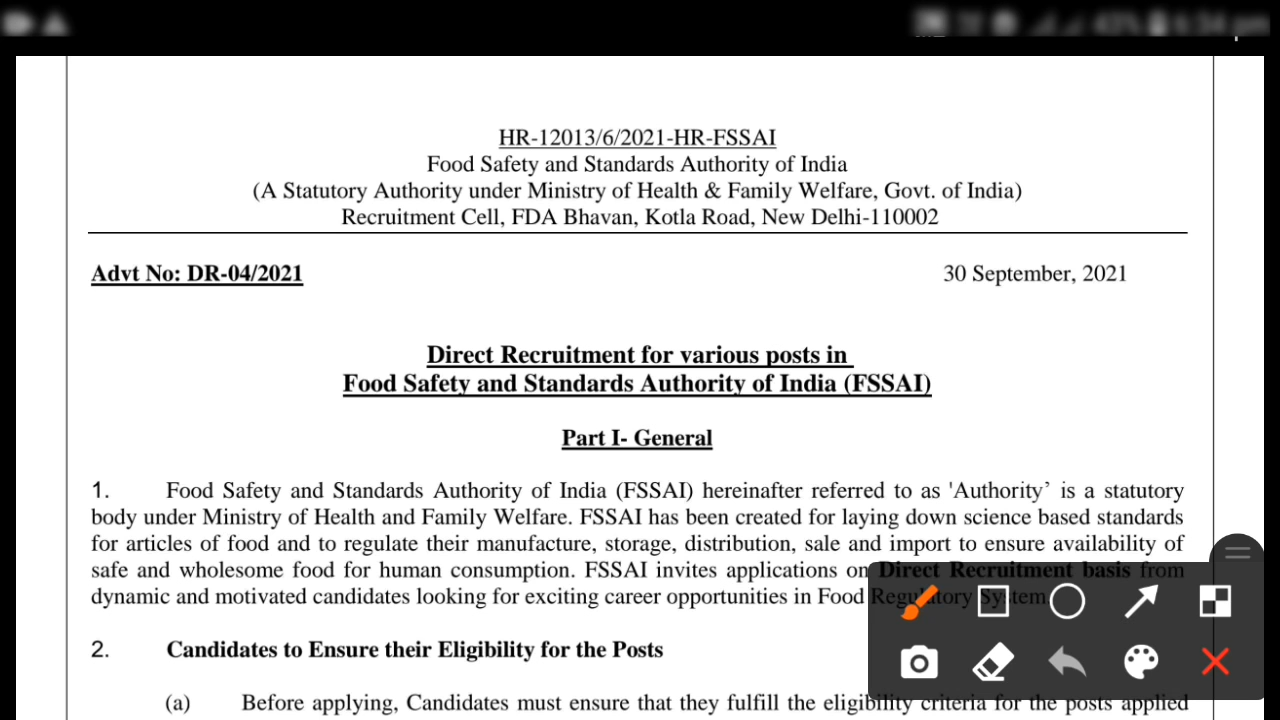 HR-12013/6/2021-HR-FSSAI
Food Safety and Standards Authority of India
(A Statutory Authority under Ministry of Health & Family Welfare, Govt. of India)
Recruitment Cell, FDA Bhavan, Kotla Road, New Delhi-110002
Advt No: DR-04/2021
30 September, 2021
Direct Recruitment for various posts in
Food Safety and Standards Authority of India (FSSAI)
Part I- General
1. Food Safety and Standards Authority of India (FSSAI) hereinafter referred to as 'Authority’ is a statutory
body under Ministry of Health and Family Welfare. FSSAI has been created for laying down science based standards
for articles of food and to regulate their manufacture, storage, distribution, sale and import to ensure availability of
safe and wholesome food for human consumption. FSSAI invites applications on Direct Recruitment basis from
dynamic and motivated candidates looking for exciting career opportunities in Food Regulatory System.
2. Candidates to Ensure their Eligibility for the Posts
(a) Before applying, Candidates must ensure that they fulfill the eligibility criteria for the posts applied